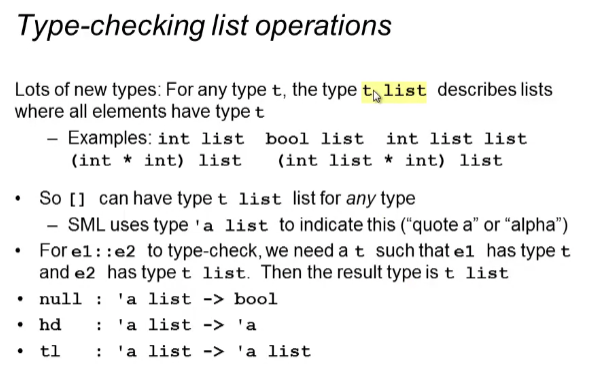 Type-checking list operations
Lots of new types: For any type t, the type t list describes lists
where all elements have type t
– Examples: int list bool list int list list
(int * int) list (int list * int) list
• So [] can have type t list list for any type
– SML uses type 'a list to indicate this (“quote a” or “alpha”)
• For e1::e2 to type-check, we need a t such that e1 has type t
and e2 has type t list. Then the result type is t list
• null : 'a list -> bool
• hd : 'a list -> 'a
• tl : 'a list -> 'a list